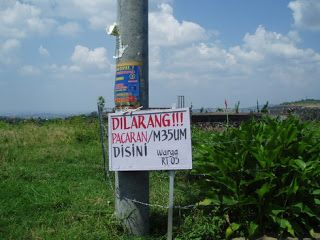 DILARANG!!!
PACARAN/M35UM
DISINI Warga
RT 05